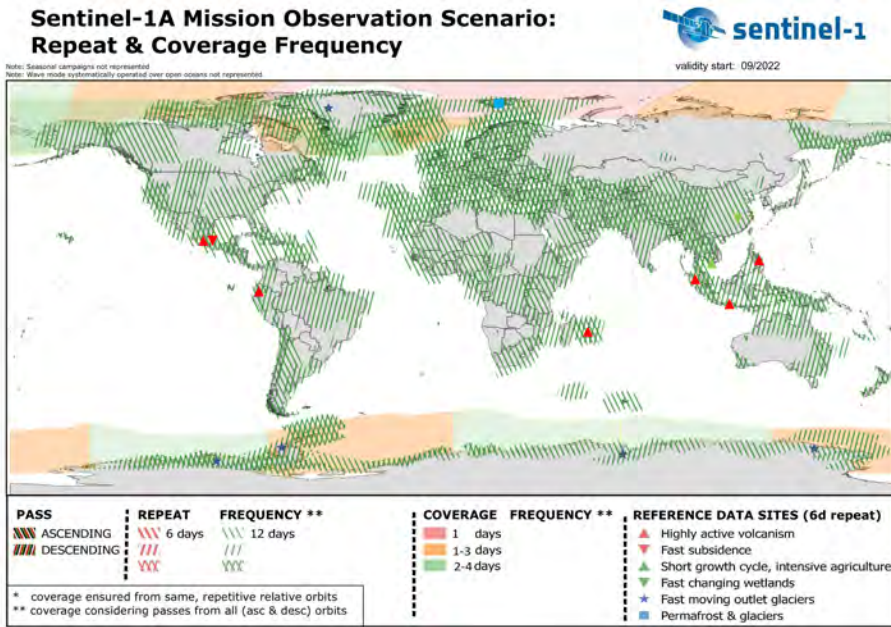 Sentinel-1A Mission Observation Scenario:
Repeat & Coverage Frequency
sentinel-1
Note: Seasonal campaigns not represented
Note: Wave mode systematically operated over open oceans not represented
validity start: 09/2022
PASS
ASCENDING
DESCENDING
REPEAT FREQUENCY **
6 days 12 days
COVERAGE FREQUENCY **
1 days
1-3 days
2-4 days
REFERENCE DATA SITES (6d repeat)
Highly active volcanism
Fast subsidence
Short growth cycle, intensive agriculture
Fast changing wetlands
Fast moving outlet glaciers
Permafrost & glaciers
* coverage ensured from same, repetitive relative orbits
** coverage considering passes from all (asc & desc) orbits